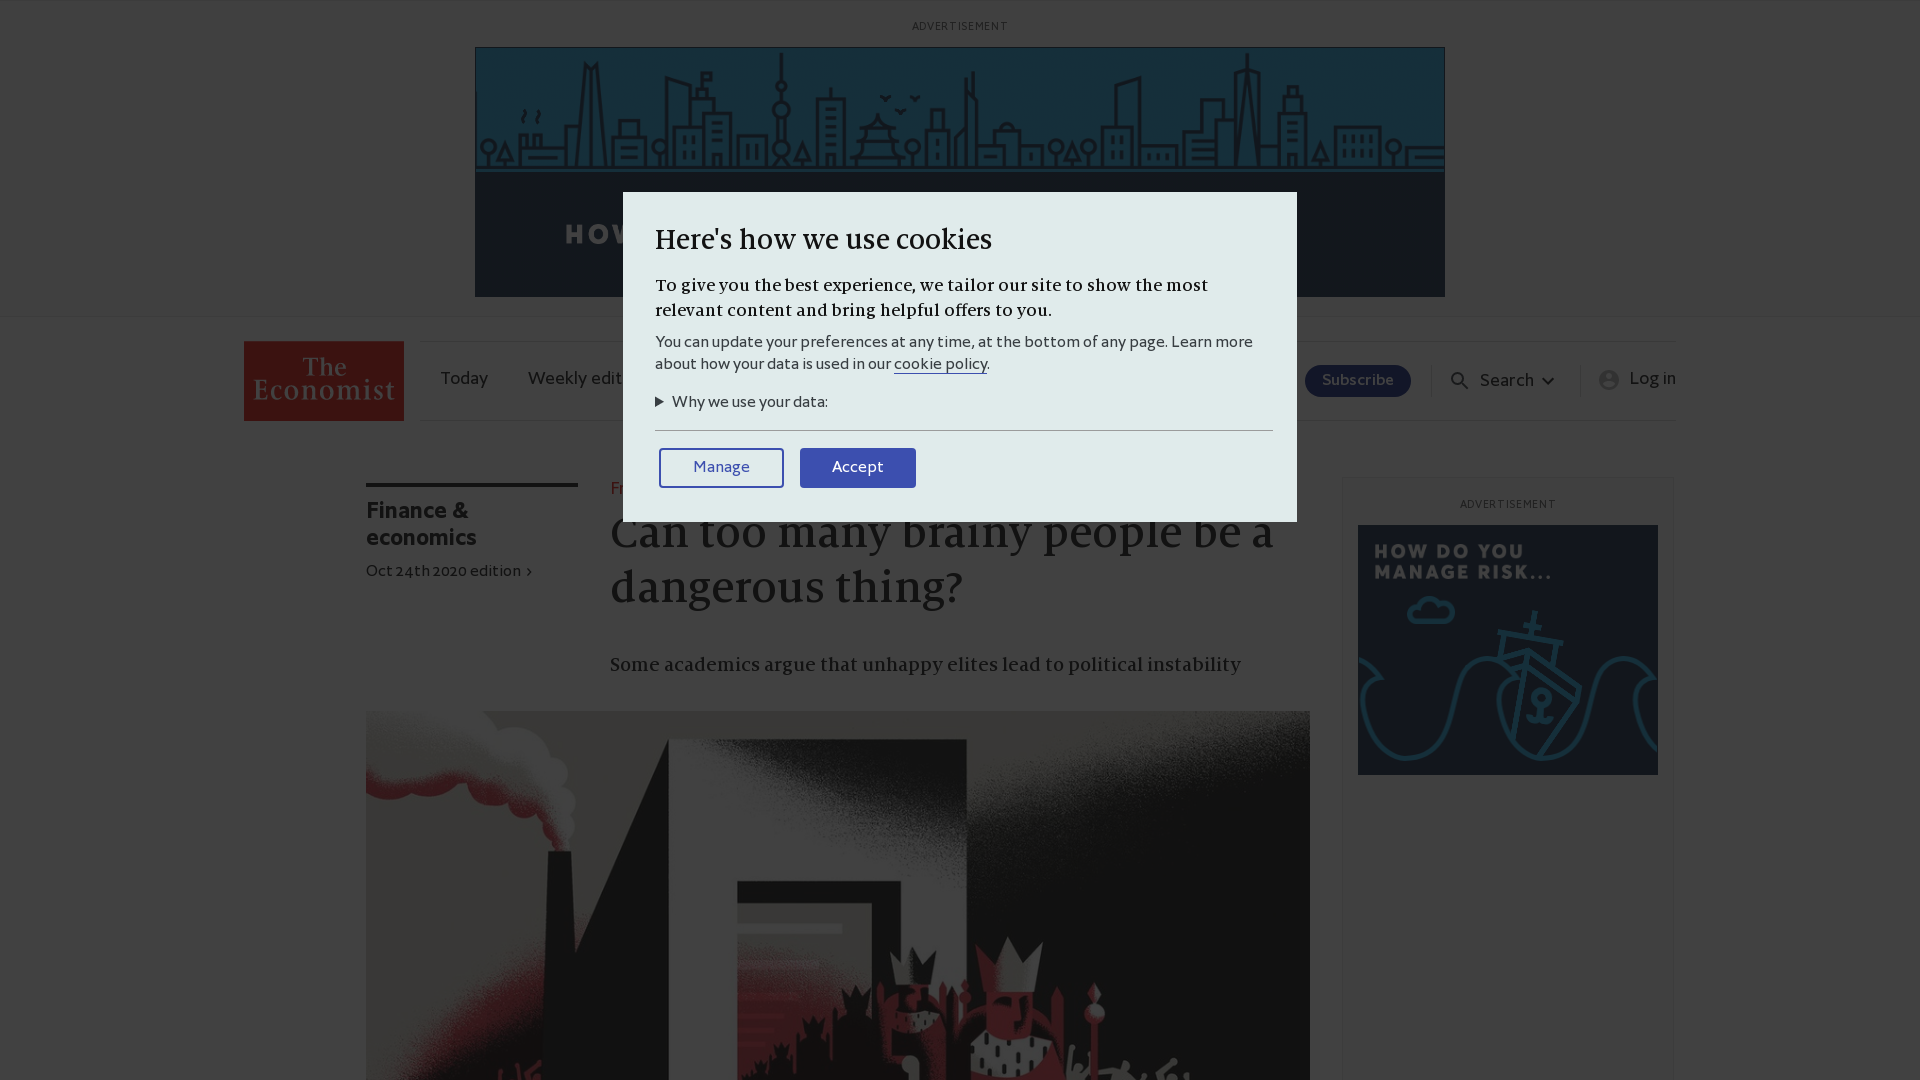 ADVERTISEMENT
HOW
Here's how we use cookies
To give you the best experience, we tailor our site to show the most
relevant content and bring helpful offers to you.
You can update your preferences at any time, at the bottom of any page. Learn more
about how your data is used in our cookie policy.
Why we use your data:
Manage
Accept
The
Economist
Today
Weekly edit
Subscribe
Search
Log in
Finance &
economics
Oct 24th 2020 edition ›
Can too many brainy people be a
dangerous thing?
Some academics argue that unhappy elites lead to political instability
ADVERTISEMENT
HOW DO YOU
MANAGE RISK...